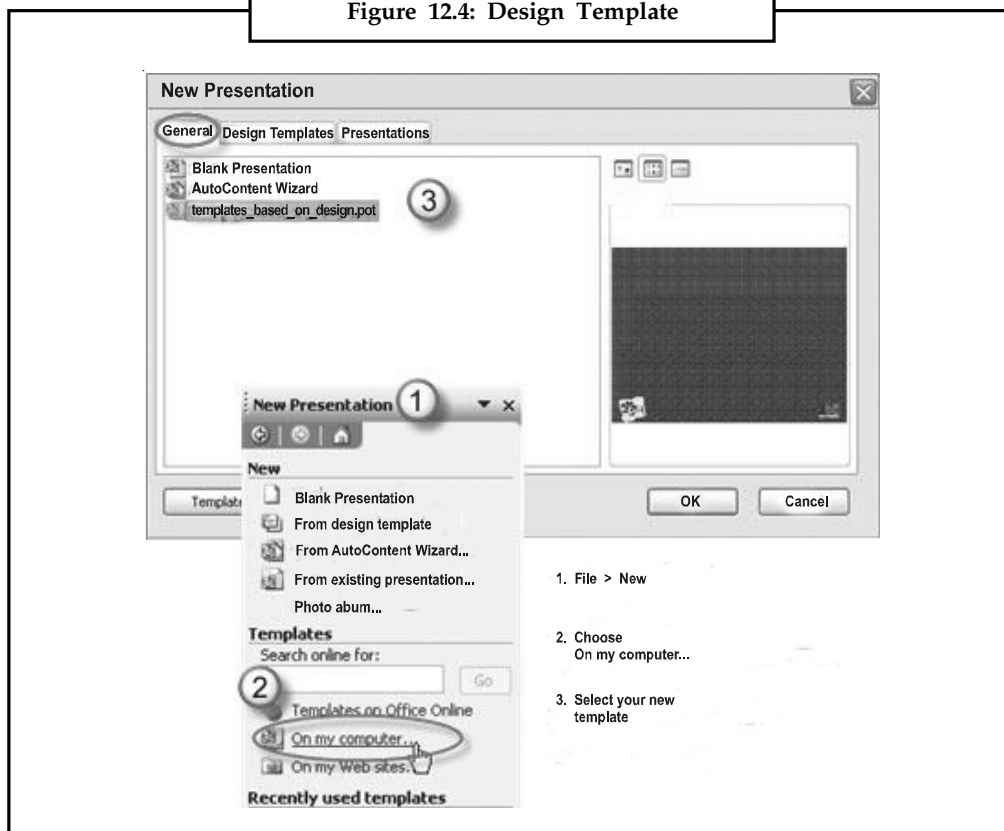 Figure 12.4: Design Template
New Presentation
General Design Templates Presentations
Blank Presentation
AutoContent Wizard
templates_based_on_design.pot
3
New Presentation
1
New
Blank Presentation
From design template
From AutoContent Wizard...
From existing presentation...
Photo abum...
Templates
Search online for:
Go
2
Templates on Office Online
On my computer...
On my Web sites.
Recently used templates
Templat
OK Cancel
1. File > New
2. Choose
On my computer...
3. Select your new
template